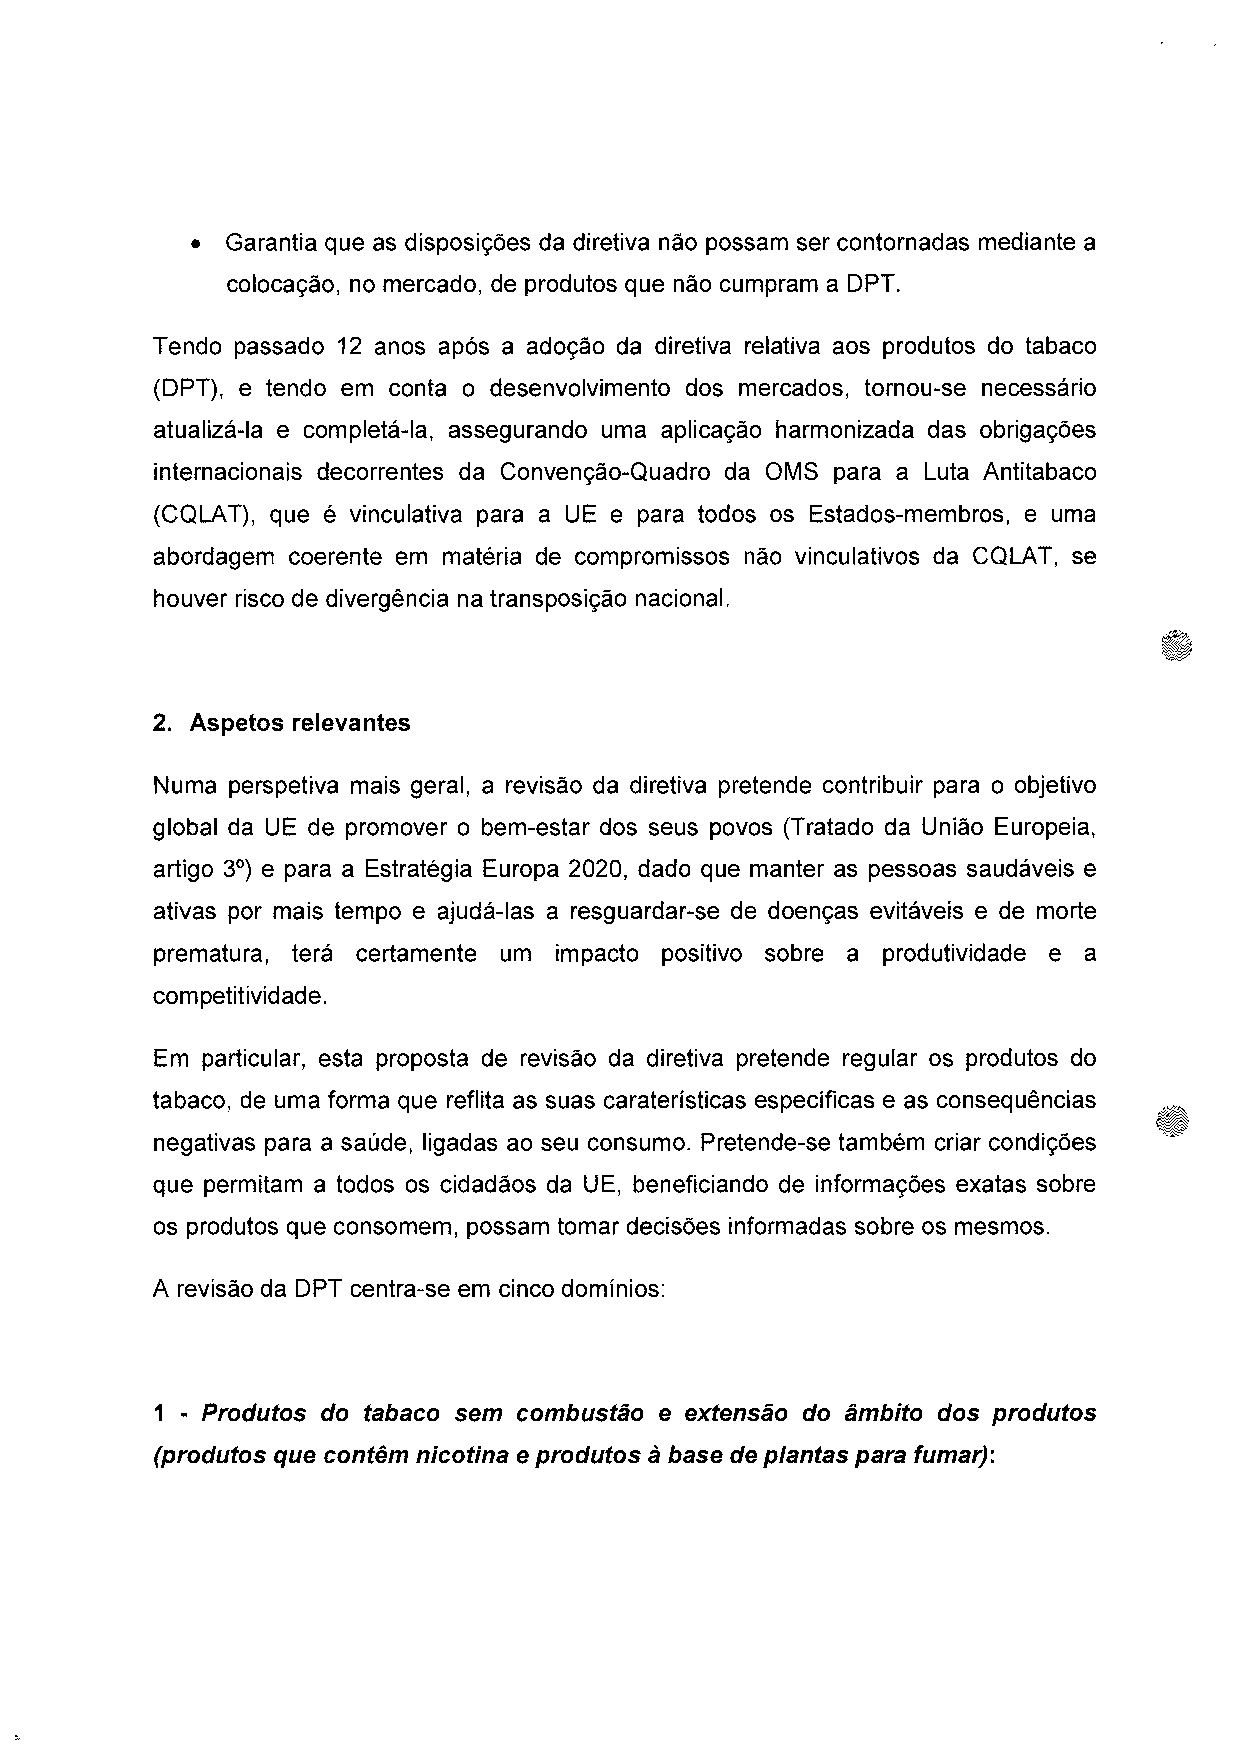 • Garantia que as disposições da diretiva não possam ser contornadas mediante a
colocação, no mercado, de produtos que não cumpram a DPT.
Tendo passado 12 anos após a adoção da diretiva relativa aos produtos do tabaco
(DPT), e tendo em conta o desenvolvimento dos mercados, tornou-se necessário
atualizá-la e completá-la, assegurando uma aplicação harmonizada das obrigações
internacionais decorrentes da Convenção-Quadro da OMS para a Luta Antitabaco
(CQLAT), que é vinculativa para a UE e para todos os Estados-membros, e uma
abordagem coerente em matéria de compromissos não vinculativos da CQLAT, se
houver risco de divergência na transposição nacional.
2. Aspetos relevantes
Numa perspetiva mais geral, a revisão da diretiva pretende contribuir para o objetivo
global da UE de promover o bem-estar dos seus povos (Tratado da União Europeia,
artigo 3º) e para a Estratégia Europa 2020, dado que manter as pessoas saudáveis e
ativas por mais tempo e ajudá-las a resguardar-se de doenças evitáveis e de morte
prematura, terá certamente um impacto positivo sobre a produtividade e a
competitividade.
Em particular, esta proposta de revisão da diretiva pretende regular os produtos do
tabaco, de uma forma que reflita as suas caraterísticas específicas e as consequências
negativas para a saúde, ligadas ao seu consumo. Pretende-se também criar condições
que permitam a todos os cidadãos da UE, beneficiando de informações exatas sobre
os produtos que consomem, possam tomar decisões informadas sobre os mesmos.
A revisão da DPT centra-se em cinco domínios:
1 - Produtos do tabaco sem combustão e extensão do âmbito dos produtos
(produtos que contêm nicotina e produtos à base de plantas para fumar):